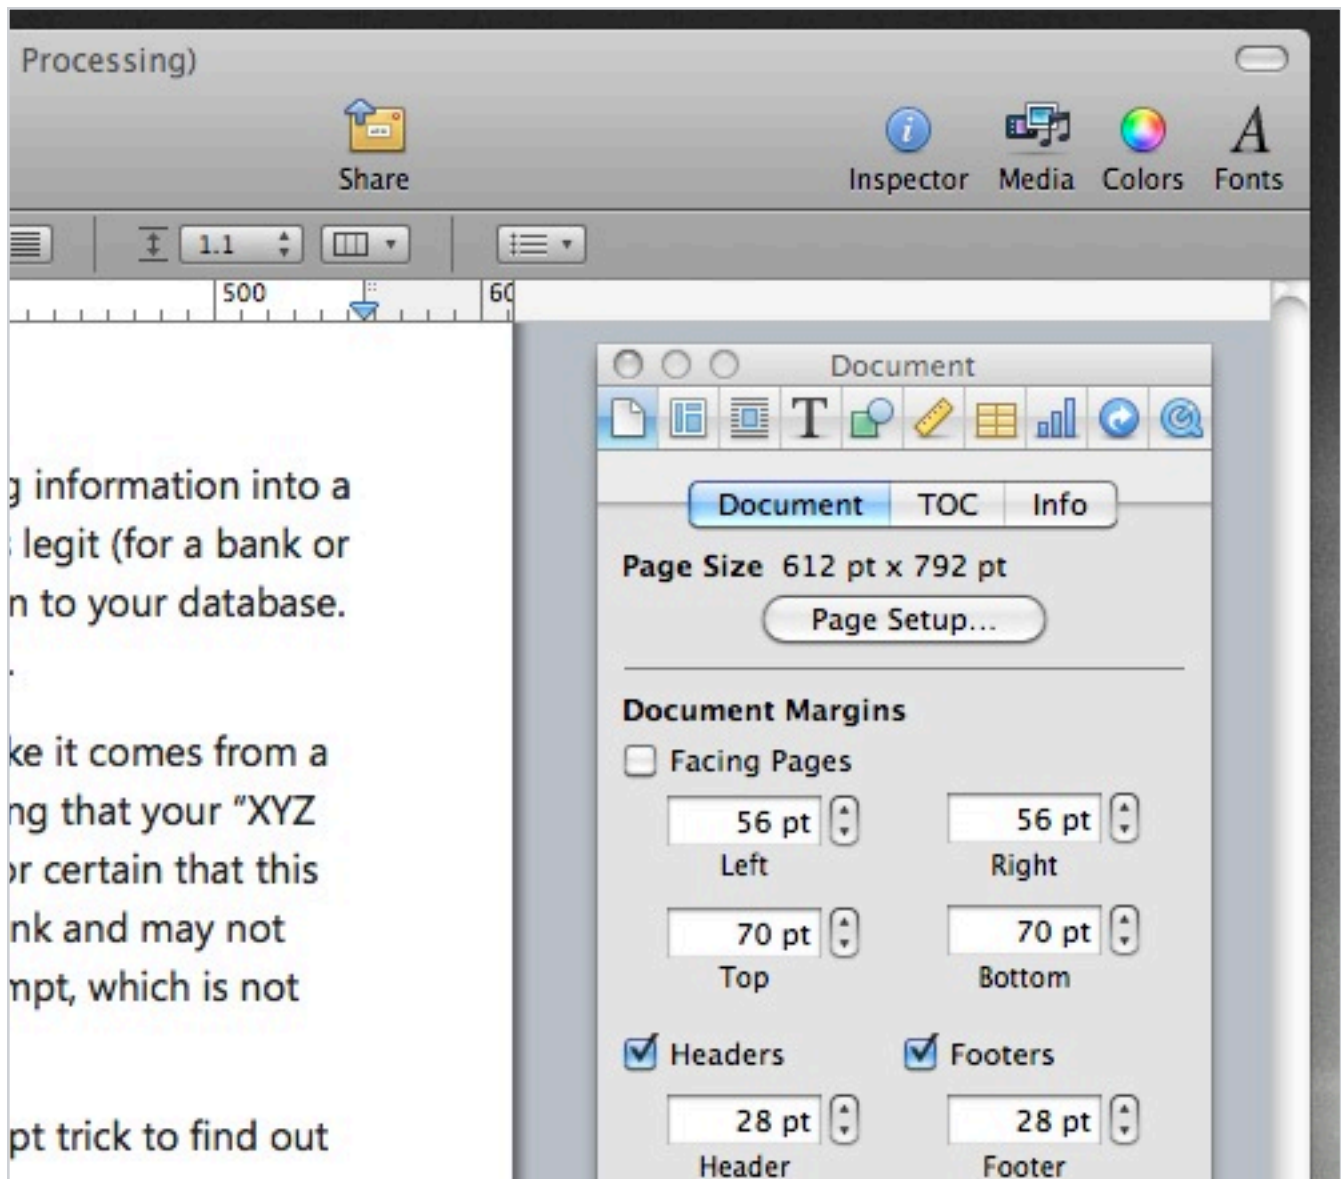 Processing)
Share
Inspector Media Colors Fonts
1.1
500 60
Document
g information into a
legit (for a bank or
n to your database.
.
ke it comes from a
ng that your "XYZ
or certain that this
nk and may not
mpt, which is not
pt trick to find out
Document TOC Info
Page Size 612 pt x 792 pt
Page Setup...
Document Margins
Facing Pages
56 pt 56 pt
Left Right
70 pt 70 pt
Top Bottom
Headers Footers
28 pt 28 pt
Header Footer